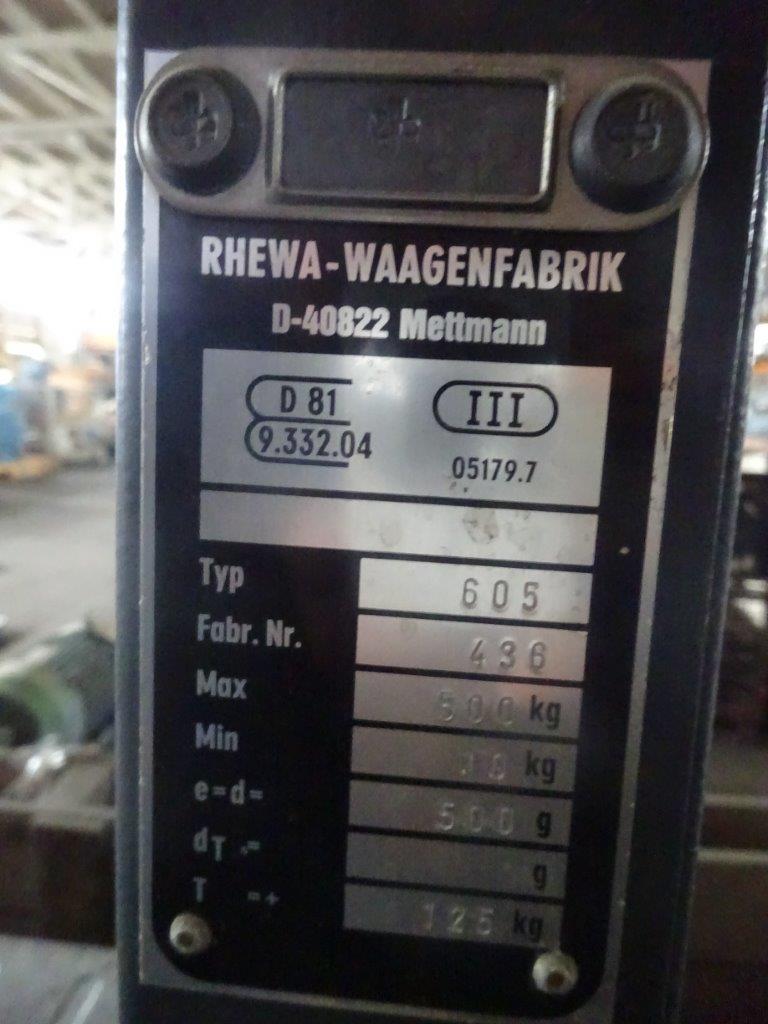 RHEWA-WAAGENFABRIK
D-40822 Mettmann
D 81
9.332.04
III
05179.7
Typ 605
Fabr. Nr. 436
Max 500 kg
Min 10 kg
e=d= 500 g
dT = g
T =+ 125 kg